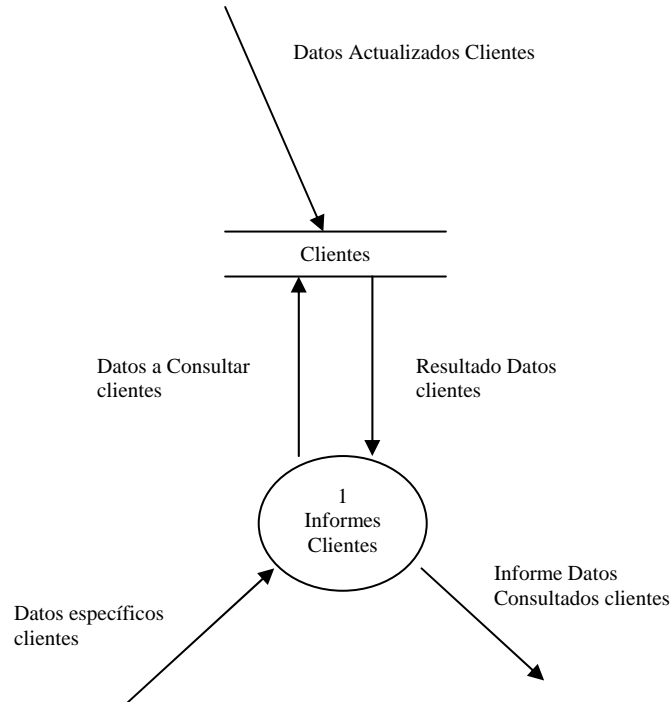 Datos Actualizados Clientes
Clientes
Datos a Consultar
clientes
Resultado Datos
clientes
1
Informes
Clientes
Informe Datos
Consultados clientes
Datos específicos
clientes